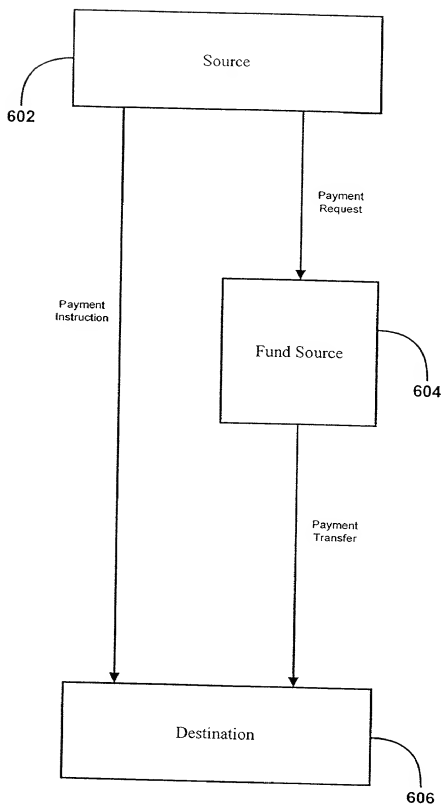 Source
602
Payment
Request
Payment
Instruction
Fund Source
604
Payment
Transfer
Destination
606